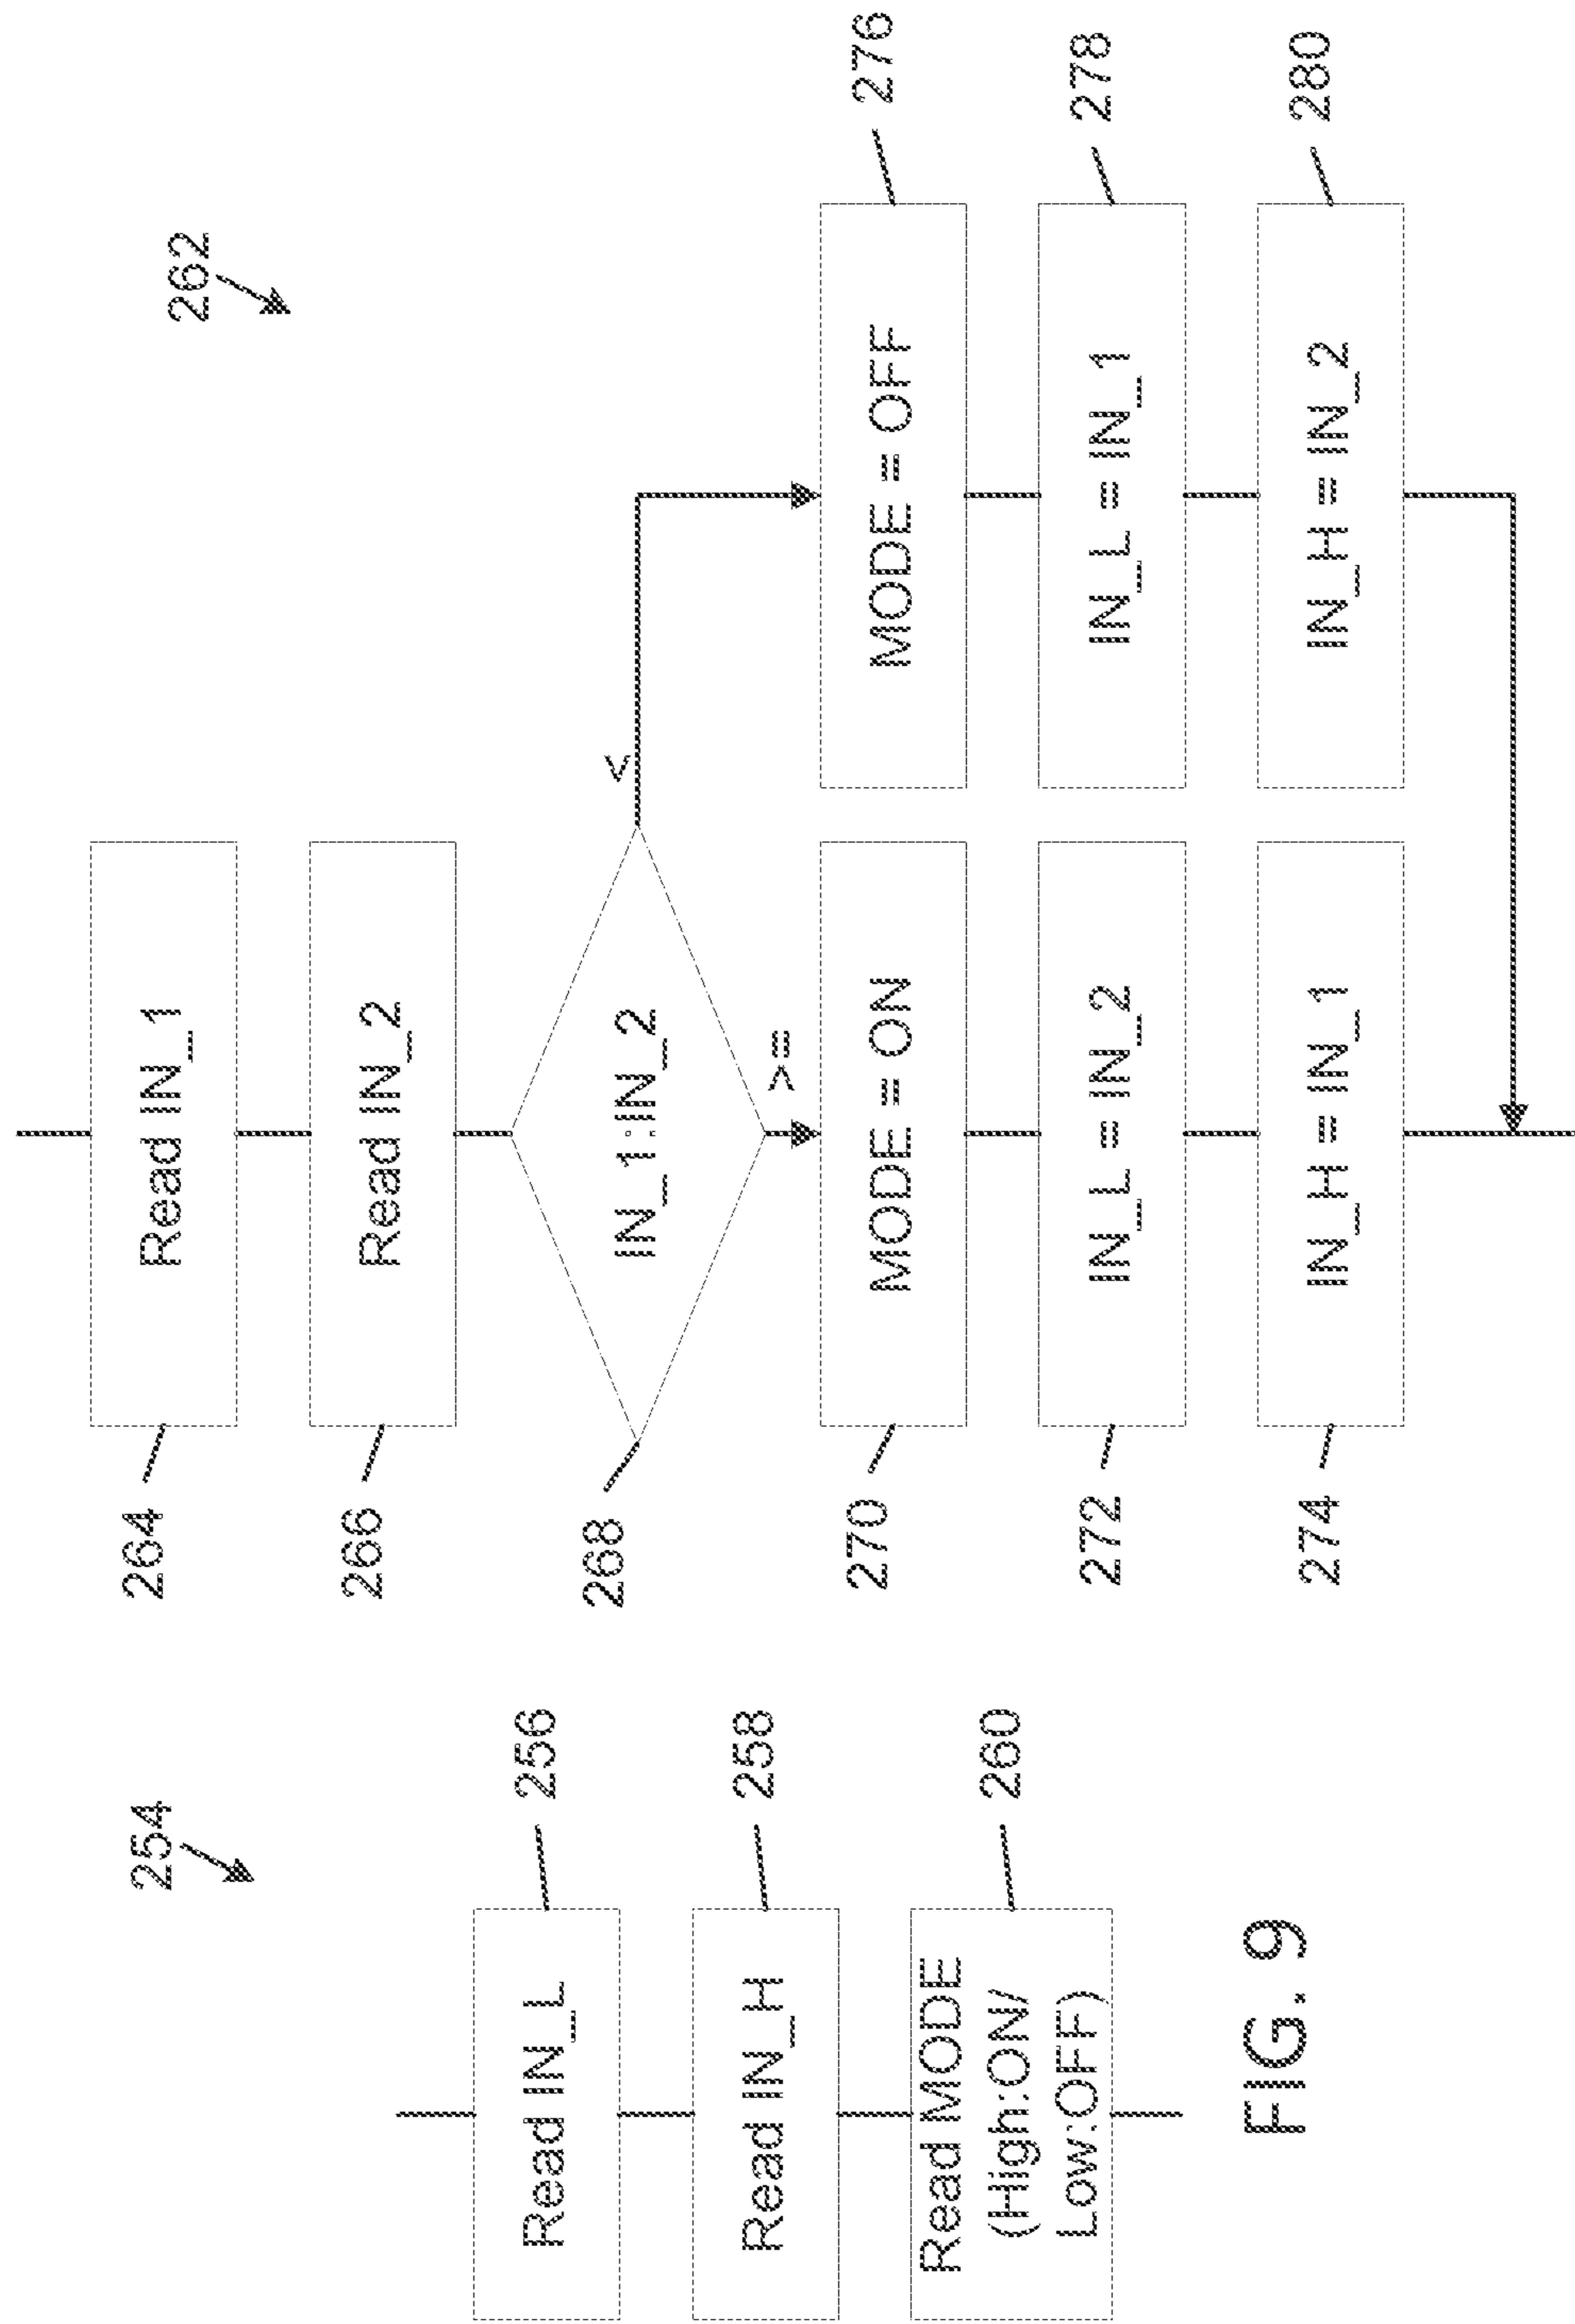 254
Read IN_L
256
Read IN_H
258
Read MODE
(High:ON/
Low:OFF)
260
FIG. 9
262
264
Read IN_1
266
Read IN_2
268
IN_1:IN_2
<
>=
270
MODE = ON
272
IN_L = IN_2
274
IN_H = IN_1
MODE = OFF
276
IN_L = IN_1
278
IN_H = IN_2
280